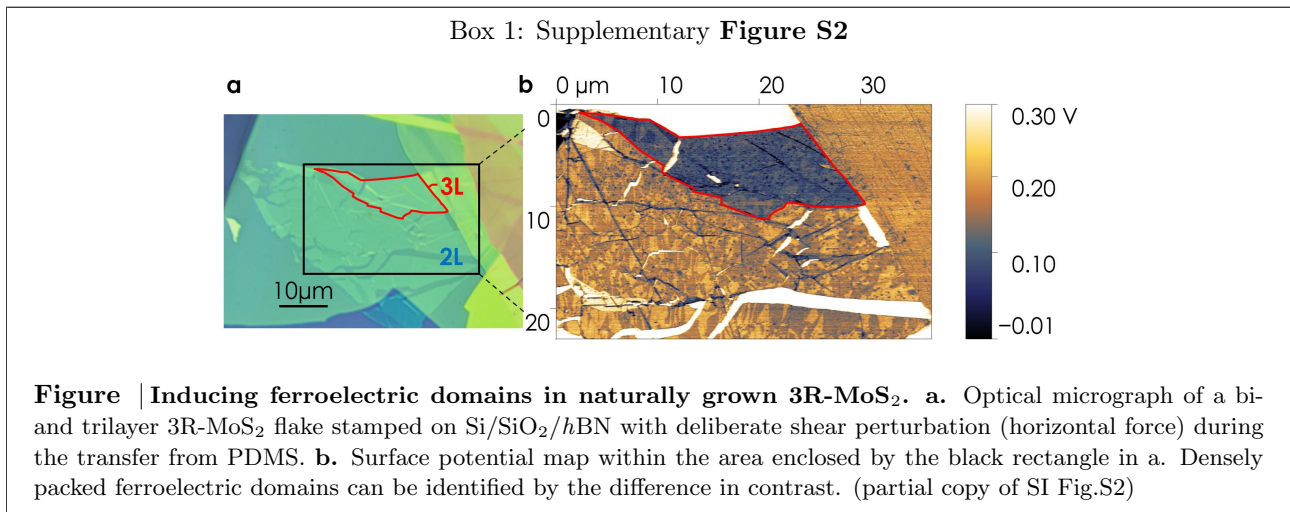 Box 1: Supplementary Figure S2
a
b
0 µm 10 20 30
0
10
20
3L
2L
10µm
0.30 V
0.20
0.10
−0.01
Figure | Inducing ferroelectric domains in naturally grown 3R-MoS₂. a. Optical micrograph of a bi-
and trilayer 3R-MoS₂ flake stamped on Si/SiO₂/hBN with deliberate shear perturbation (horizontal force) during
the transfer from PDMS. b. Surface potential map within the area enclosed by the black rectangle in a. Densely
packed ferroelectric domains can be identified by the difference in contrast. (partial copy of SI Fig.S2)